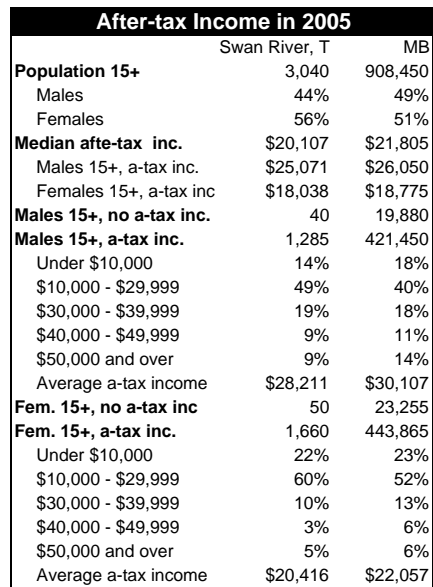 After-tax Income in 2005
Swan River, T MB
Population 15+ 3,040 908,450
Males 44% 49%
Females 56% 51%
Median afte-tax inc. $20,107 $21,805
Males 15+, a-tax inc. $25,071 $26,050
Females 15+, a-tax inc $18,038 $18,775
Males 15+, no a-tax inc. 40 19,880
Males 15+, a-tax inc. 1,285 421,450
Under $10,000 14% 18%
$10,000 - $29,999 49% 40%
$30,000 - $39,999 19% 18%
$40,000 - $49,999 9% 11%
$50,000 and over 9% 14%
Average a-tax income $28,211 $30,107
Fem. 15+, no a-tax inc 50 23,255
Fem. 15+, a-tax inc. 1,660 443,865
Under $10,000 22% 23%
$10,000 - $29,999 60% 52%
$30,000 - $39,999 10% 13%
$40,000 - $49,999 3% 6%
$50,000 and over 5% 6%
Average a-tax income $20,416 $22,057